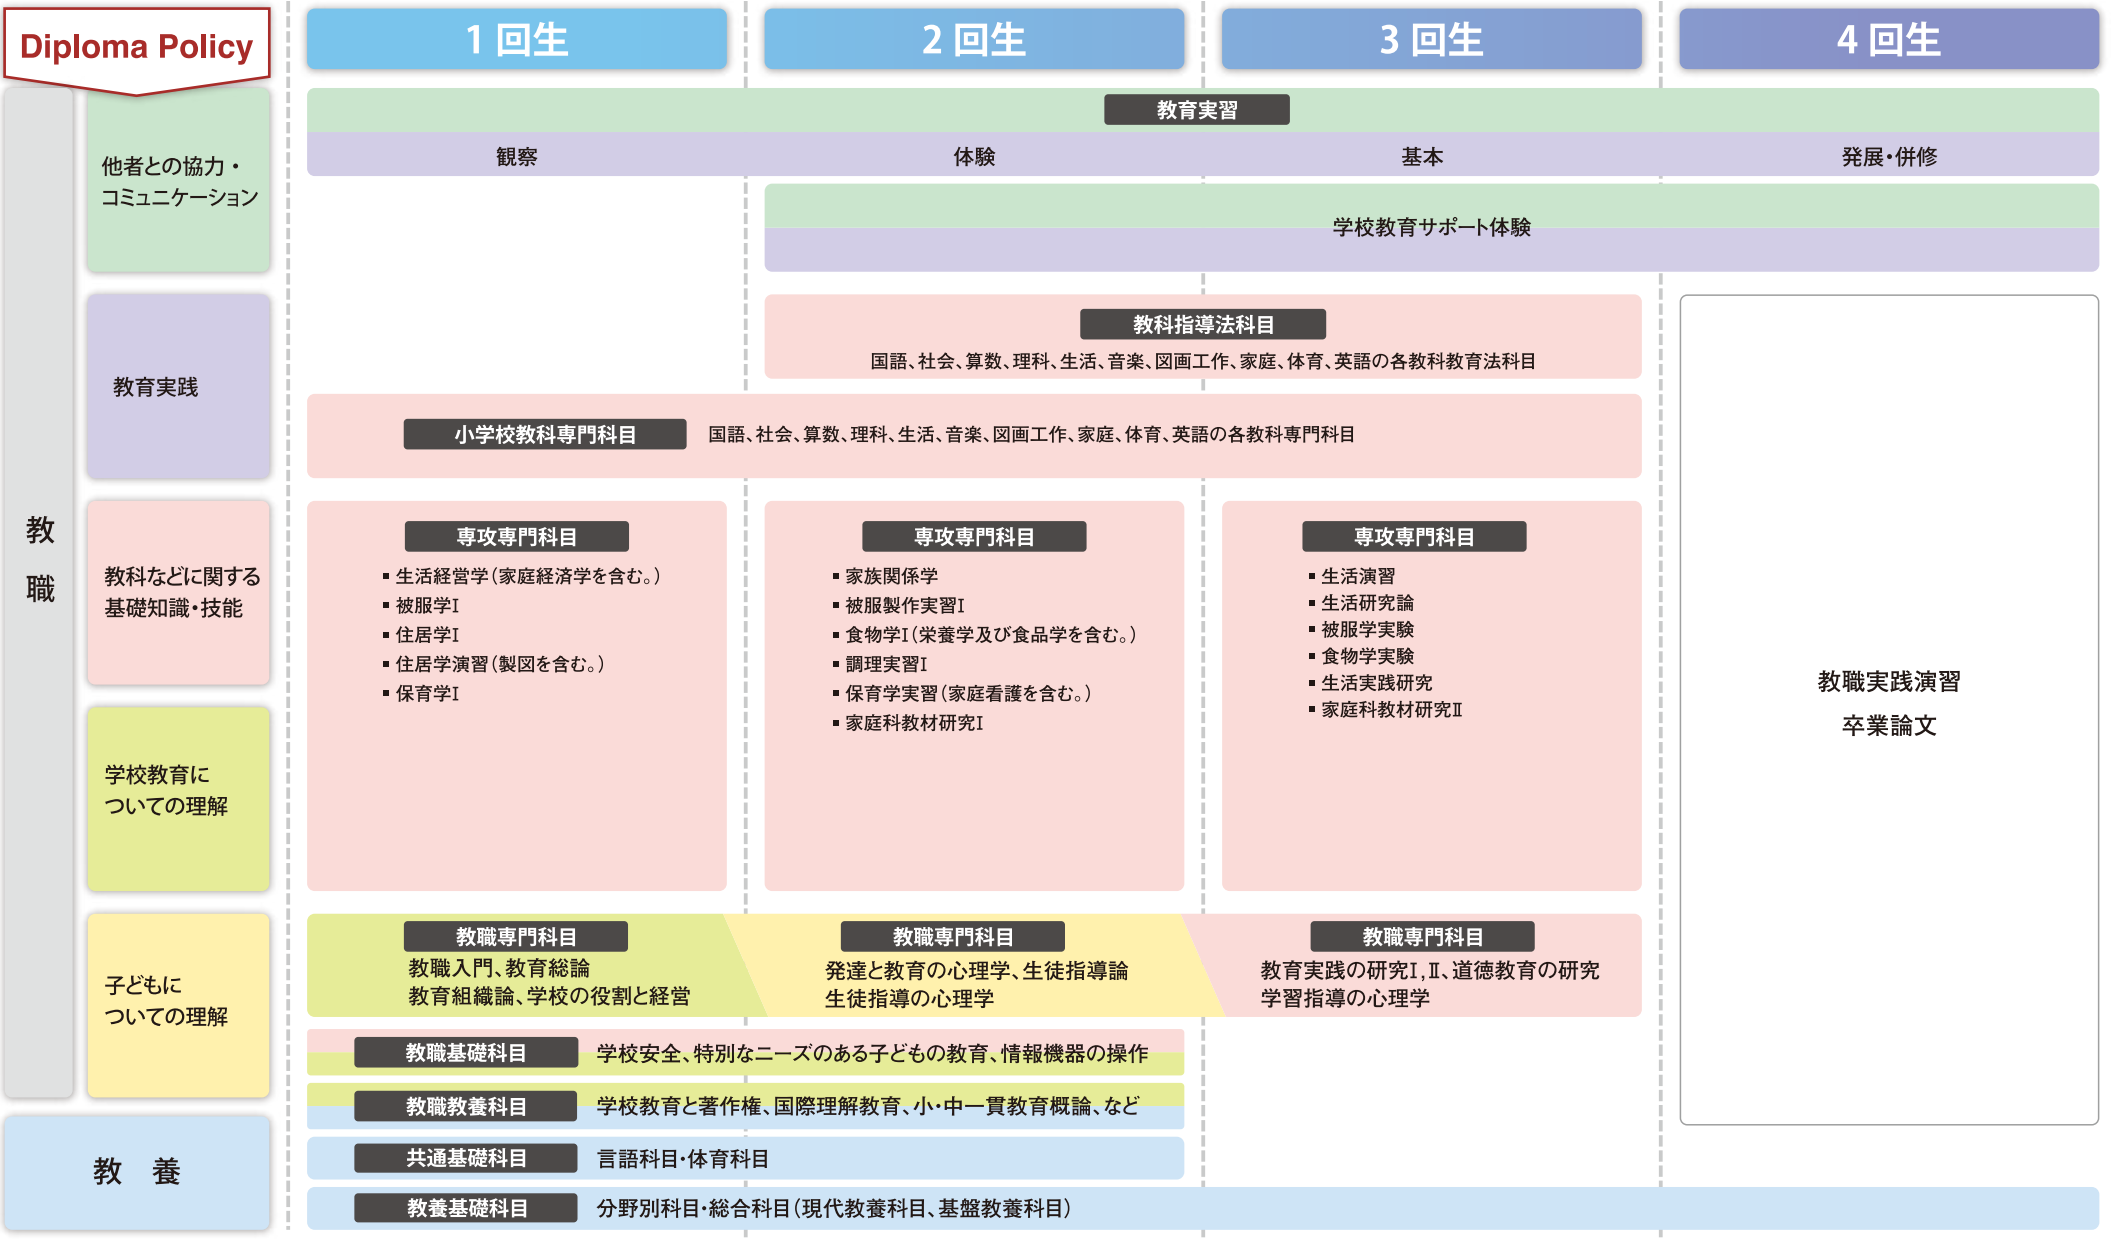 Diploma Policy
1 回生
2 回生
3 回生
4 回生
教職
他者との協力・
コミュニケーション
教育実践
教科などに関する
基礎知識・技能
学校教育に
ついての理解
子どもに
ついての理解
教 養
教育実習
観察
体験
基本
発展・併修
学校教育サポート体験
教科指導法科目
国語、社会、算数、理科、生活、音楽、図画工作、家庭、体育、英語の各教科教育法科目
小学校教科専門科目
国語、社会、算数、理科、生活、音楽、図画工作、家庭、体育、英語の各教科専門科目
専攻専門科目
▪ 生活経営学（家庭経済学を含む。）
▪ 被服学Ⅰ
▪ 住居学Ⅰ
▪ 住居学演習（製図を含む。）
▪ 保育学Ⅰ
専攻専門科目
▪ 家族関係学
▪ 被服製作実習Ⅰ
▪ 食物学Ⅰ（栄養学及び食品学を含む。）
▪ 調理実習Ⅰ
▪ 保育学実習（家庭看護を含む。）
▪ 家庭科教材研究Ⅰ
専攻専門科目
▪ 生活演習
▪ 生活研究論
▪ 被服学実験
▪ 食物学実験
▪ 生活実践研究
▪ 家庭科教材研究Ⅱ
教職実践演習
卒業論文
教職専門科目
教職入門、教育総論
教育組織論、学校の役割と経営
教職専門科目
発達と教育の心理学、生徒指導論
生徒指導の心理学
教職専門科目
教育実践の研究Ⅰ,Ⅱ、道徳教育の研究
学習指導の心理学
教職基礎科目
学校安全、特別なニーズのある子どもの教育、情報機器の操作
教職教養科目
学校教育と著作権、国際理解教育、小・中一貫教育概論、など
共通基礎科目
言語科目・体育科目
教養基礎科目
分野別科目・総合科目（現代教養科目、基盤教養科目）